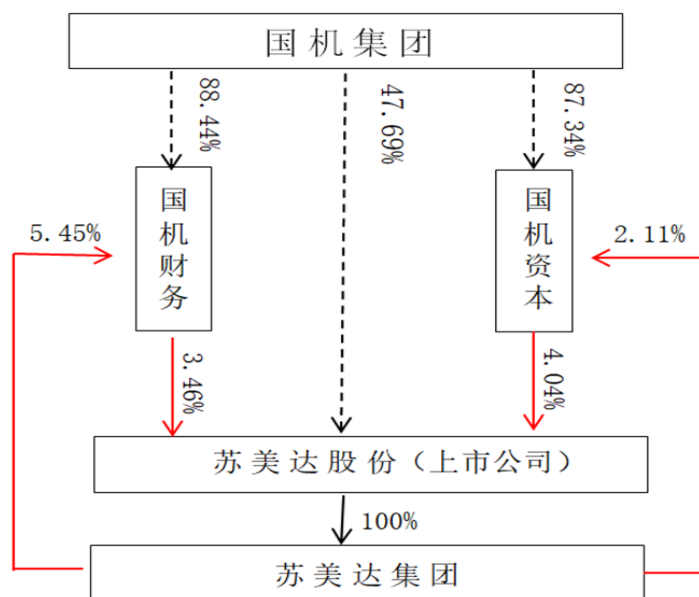 国机集团
88.44%
47.69%
87.34%
国机财务
国机资本
5.45%
2.11%
3.46%
4.04%
苏美达股份（上市公司）
100%
苏美达集团